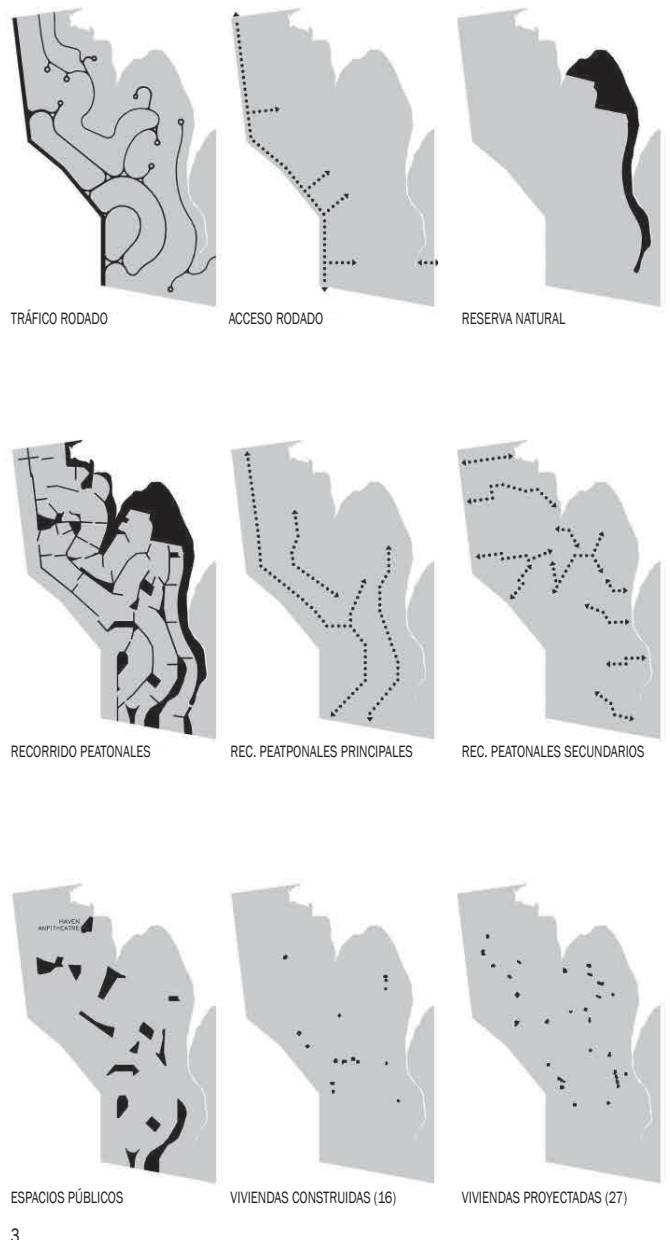 TRÁFICO RODADO
ACCESO RODADO
RESERVA NATURAL
RECORRIDO PEATONALES
REC. PEATPONALES PRINCIPALES
REC. PEATONALES SECUNDARIOS
HAVEN
ANPITHEATRE
ESPACIOS PÚBLICOS
VIVIENDAS CONSTRUIDAS (16)
VIVIENDAS PROYECTADAS (27)
3